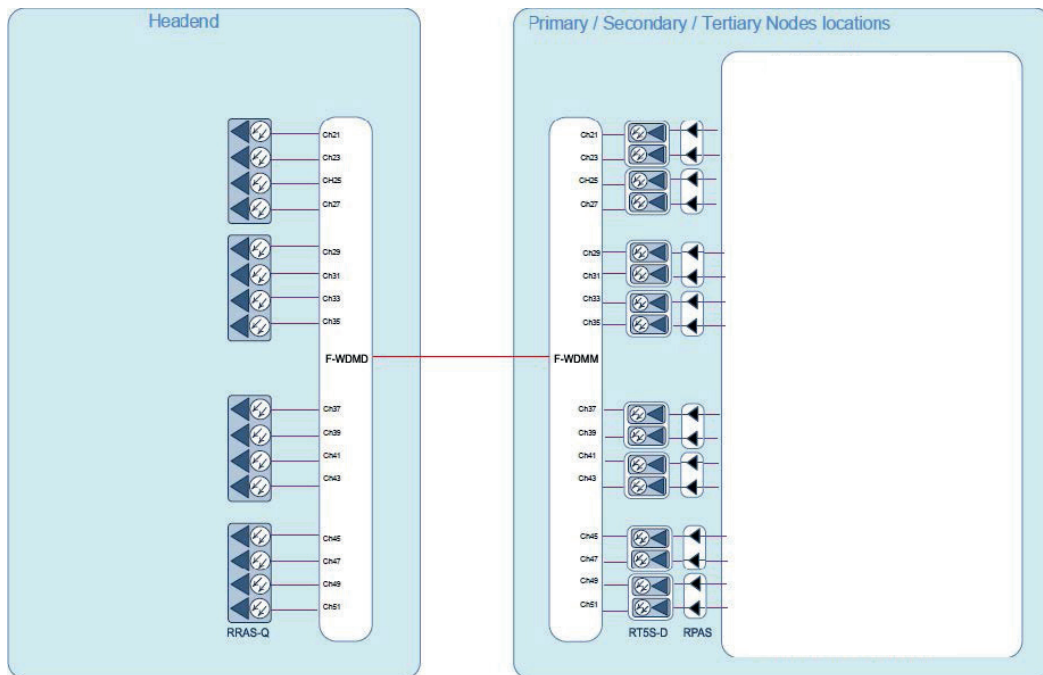 Headend
Primary / Secondary / Tertiary Nodes locations
Ch21
Ch23
CH25
Ch27
Ch29
Ch31
Ch33
Ch35
F-WDMD
Ch37
Ch39
Ch41
Ch43
Ch45
Ch47
Ch49
Ch51
RRAS-Q
Ch21
Ch23
CH25
Ch27
Ch29
Ch31
Ch33
Ch35
F-WDMM
Ch37
Ch39
Ch41
Ch43
Ch45
Ch47
Ch49
Ch51
RT5S-D
RPAS